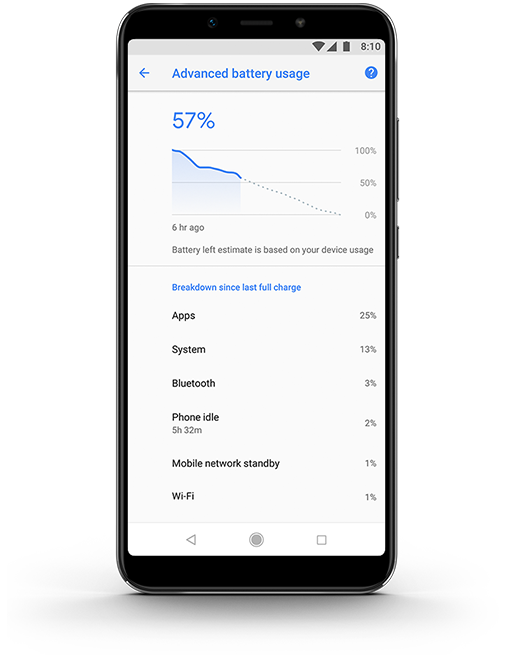 8:10
Advanced battery usage
?
57%
100%
50%
0%
6 hr ago
Battery left estimate is based on your device usage
Breakdown since last full charge
Apps 25%
System 13%
Bluetooth 3%
Phone idle 2%
5h 32m
Mobile network standby 1%
Wi-Fi 1%